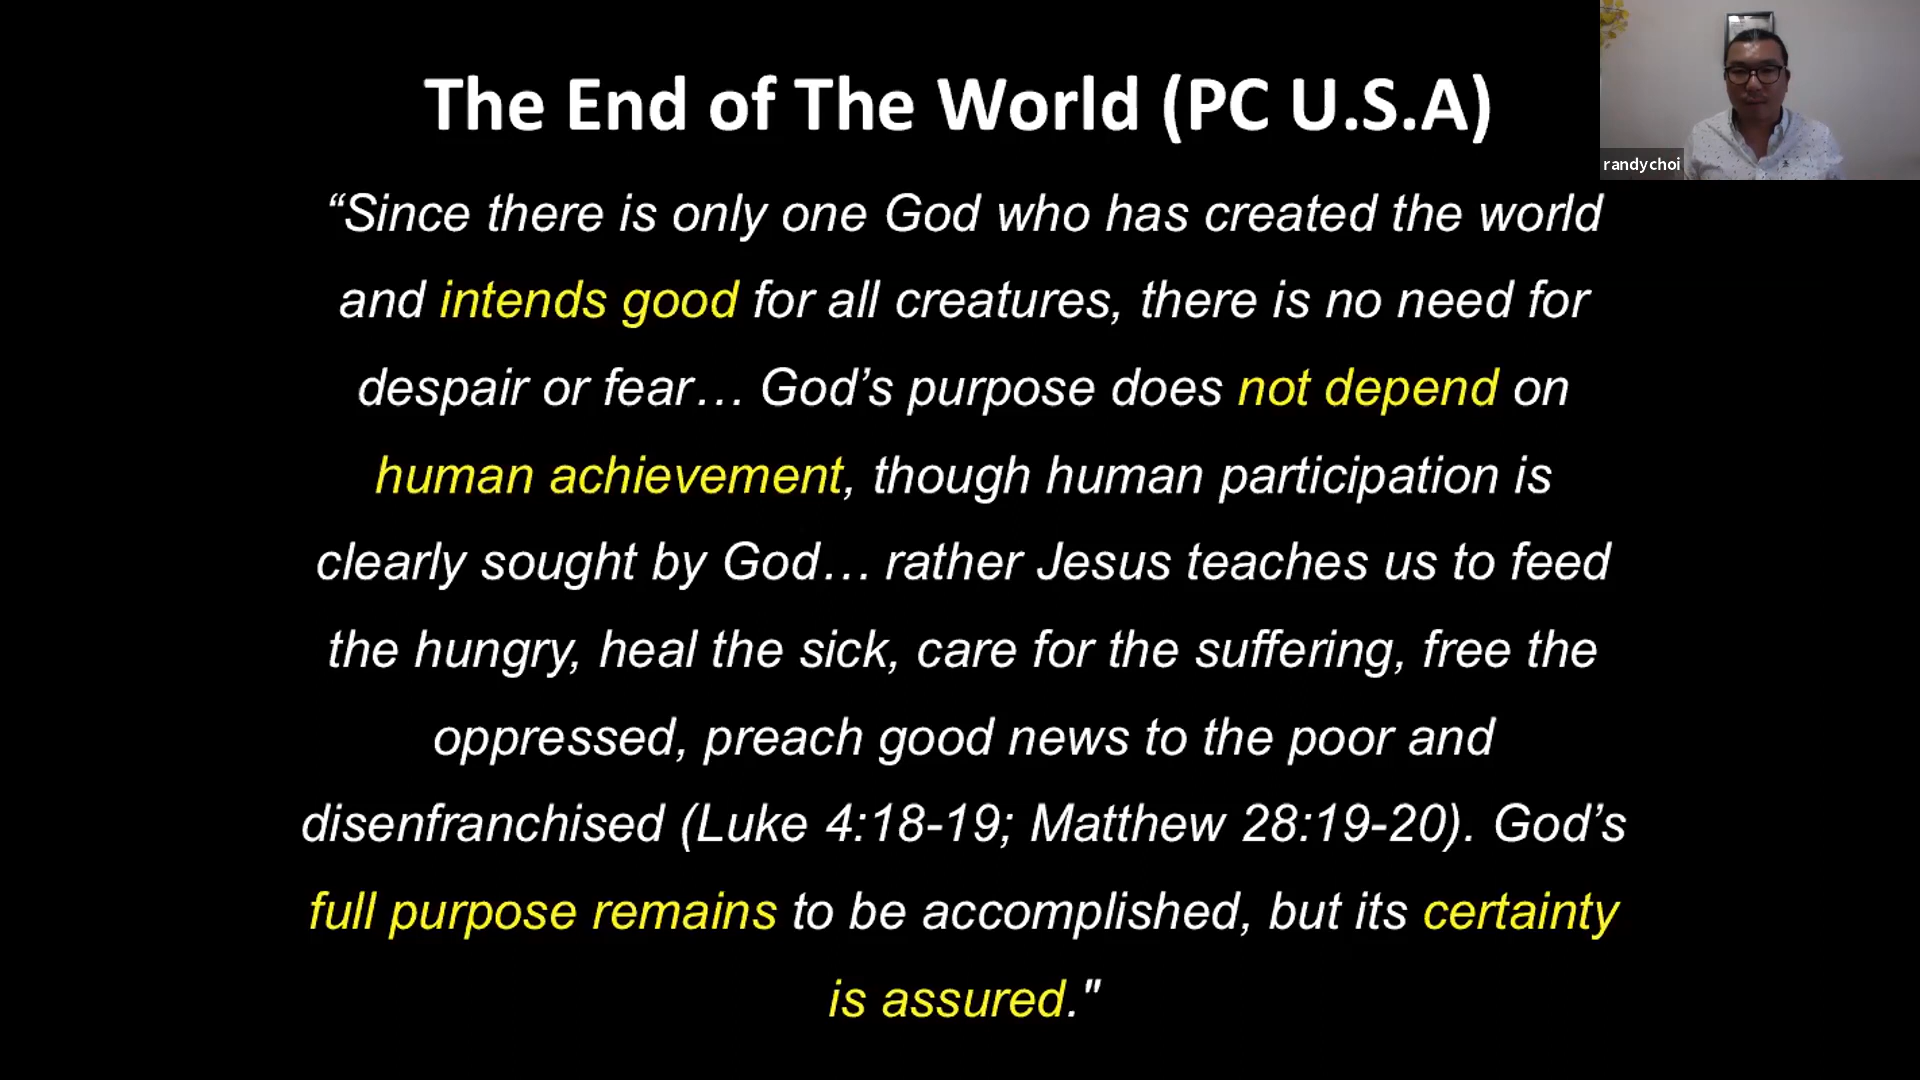 The End of The World (PC U.S.A)
randychoi
“Since there is only one God who has created the world
and intends good for all creatures, there is no need for
despair or fear… God’s purpose does not depend on
human achievement, though human participation is
clearly sought by God… rather Jesus teaches us to feed
the hungry, heal the sick, care for the suffering, free the
oppressed, preach good news to the poor and
disenfranchised (Luke 4:18-19; Matthew 28:19-20). God’s
full purpose remains to be accomplished, but its certainty
is assured."